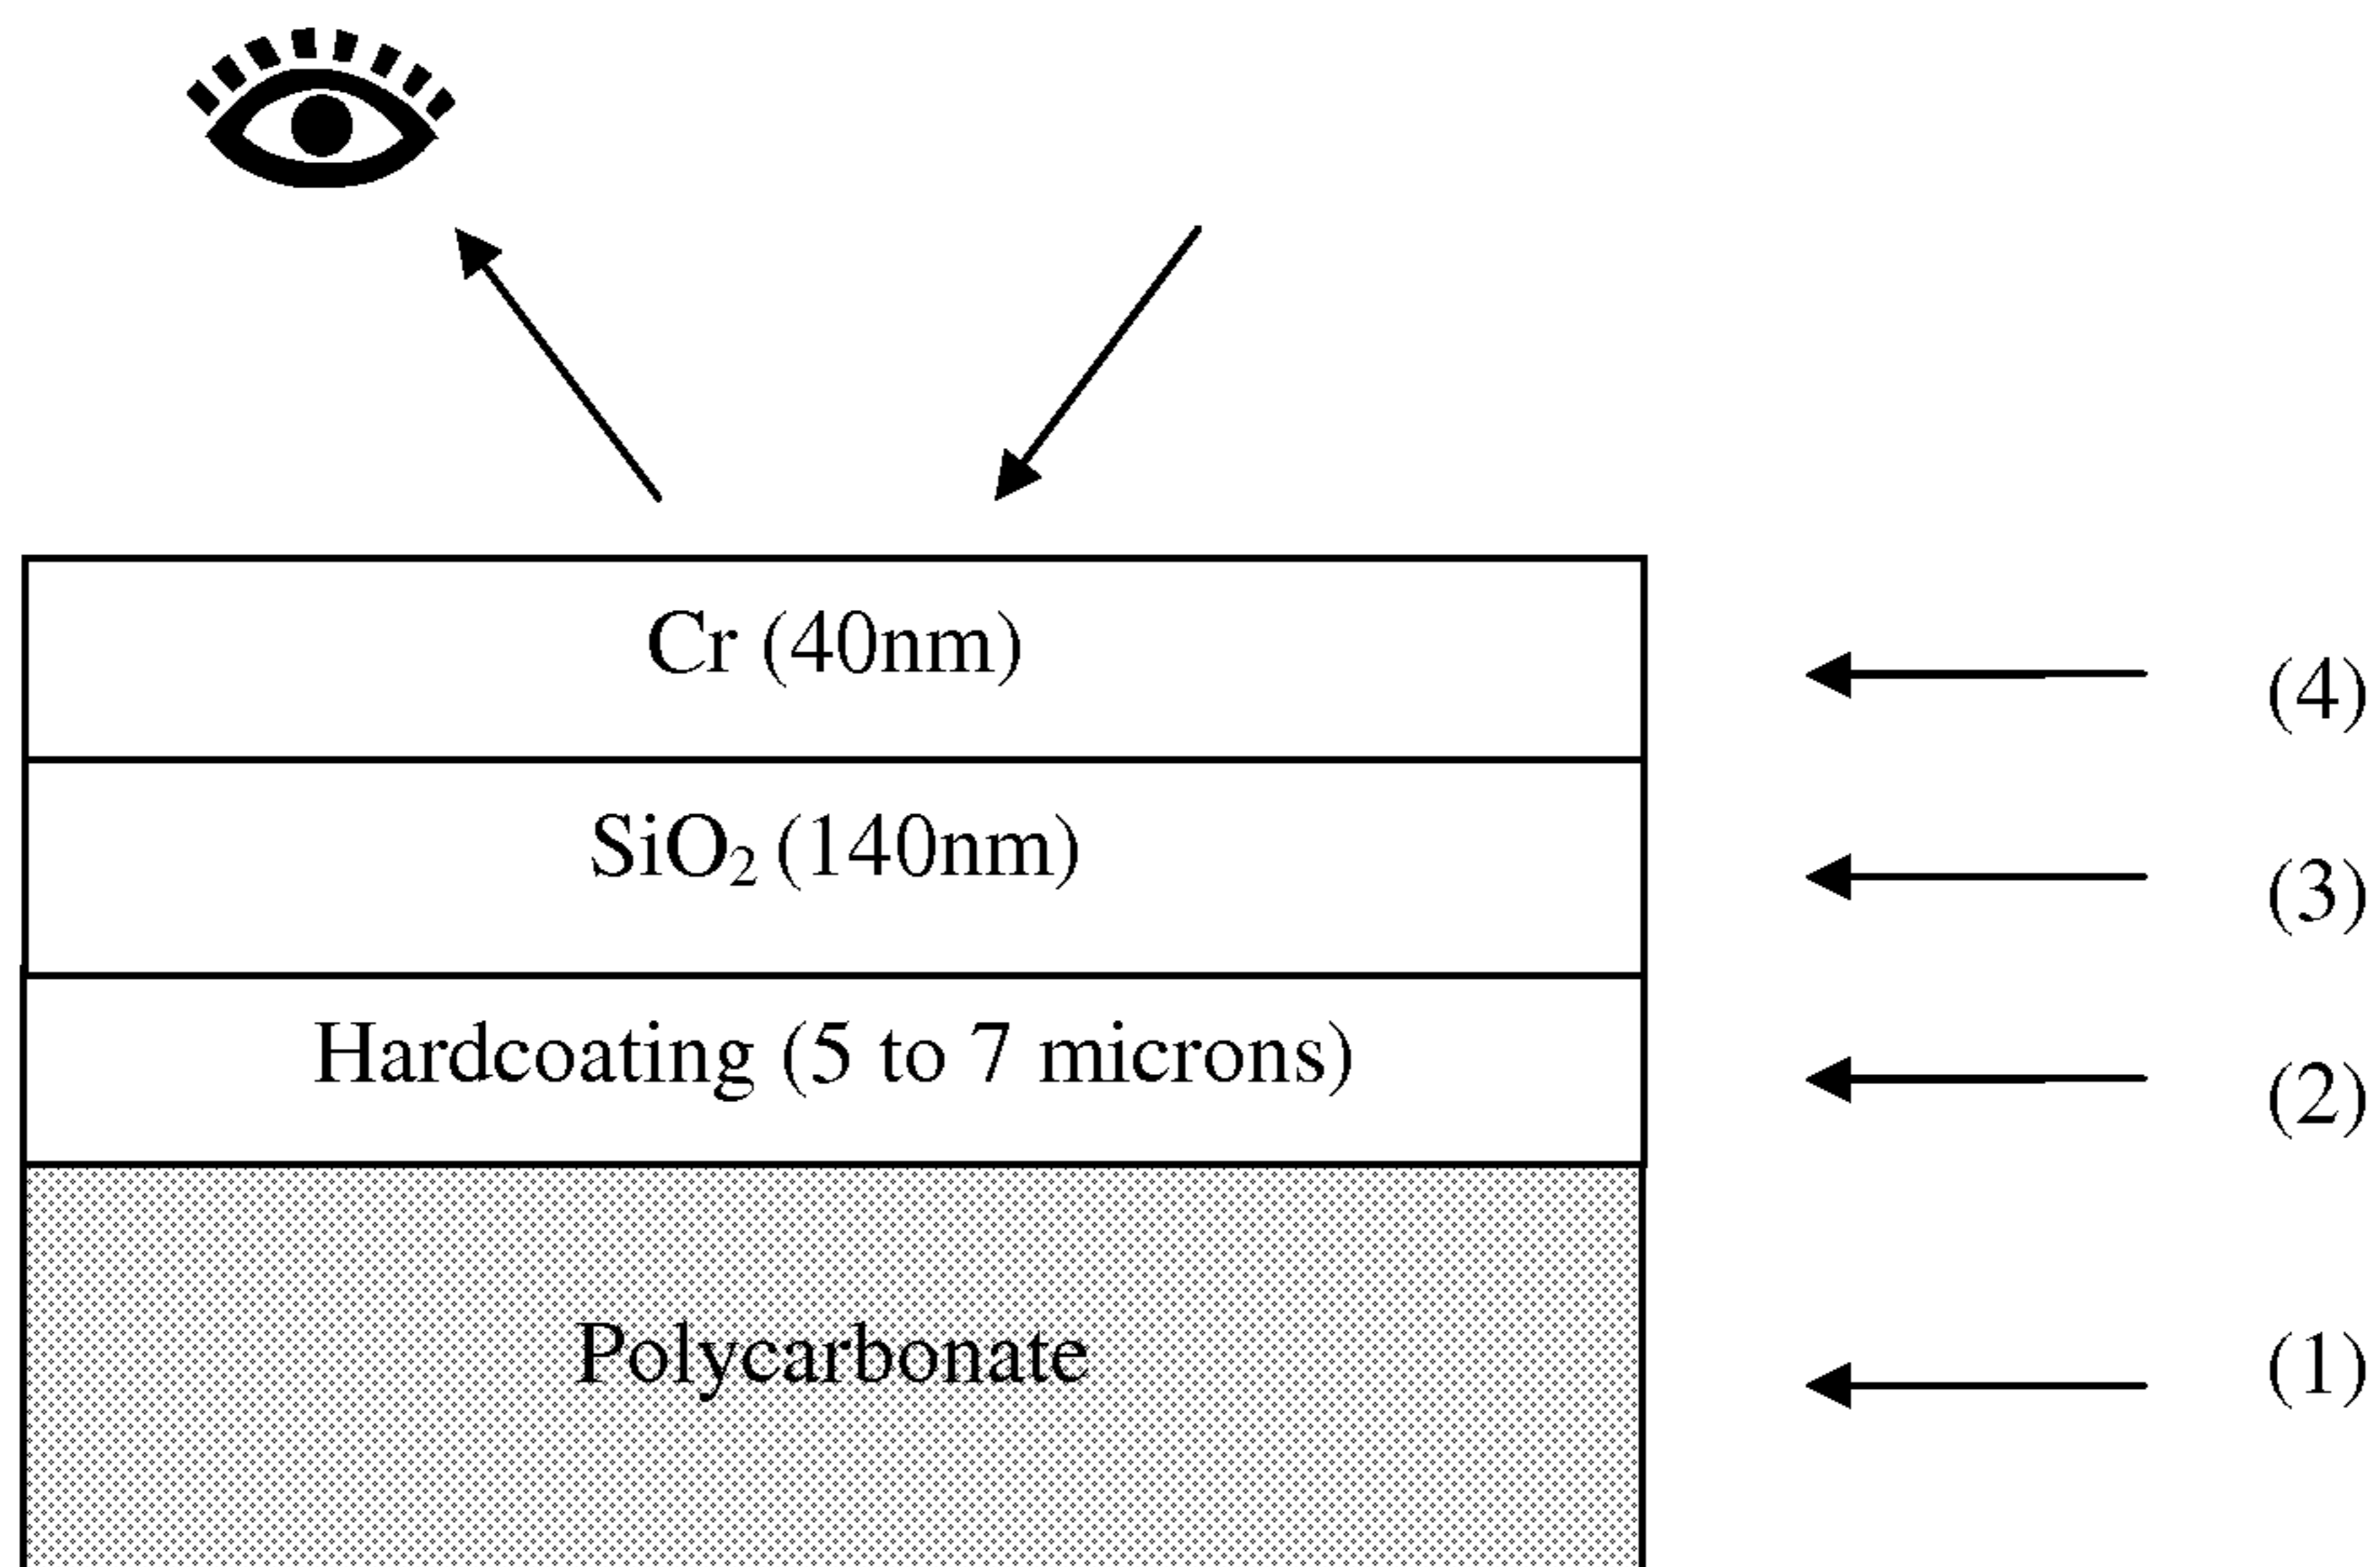 Cr (40nm)
(4)
SiO₂ (140nm)
(3)
Hardcoating (5 to 7 microns)
(2)
Polycarbonate
(1)